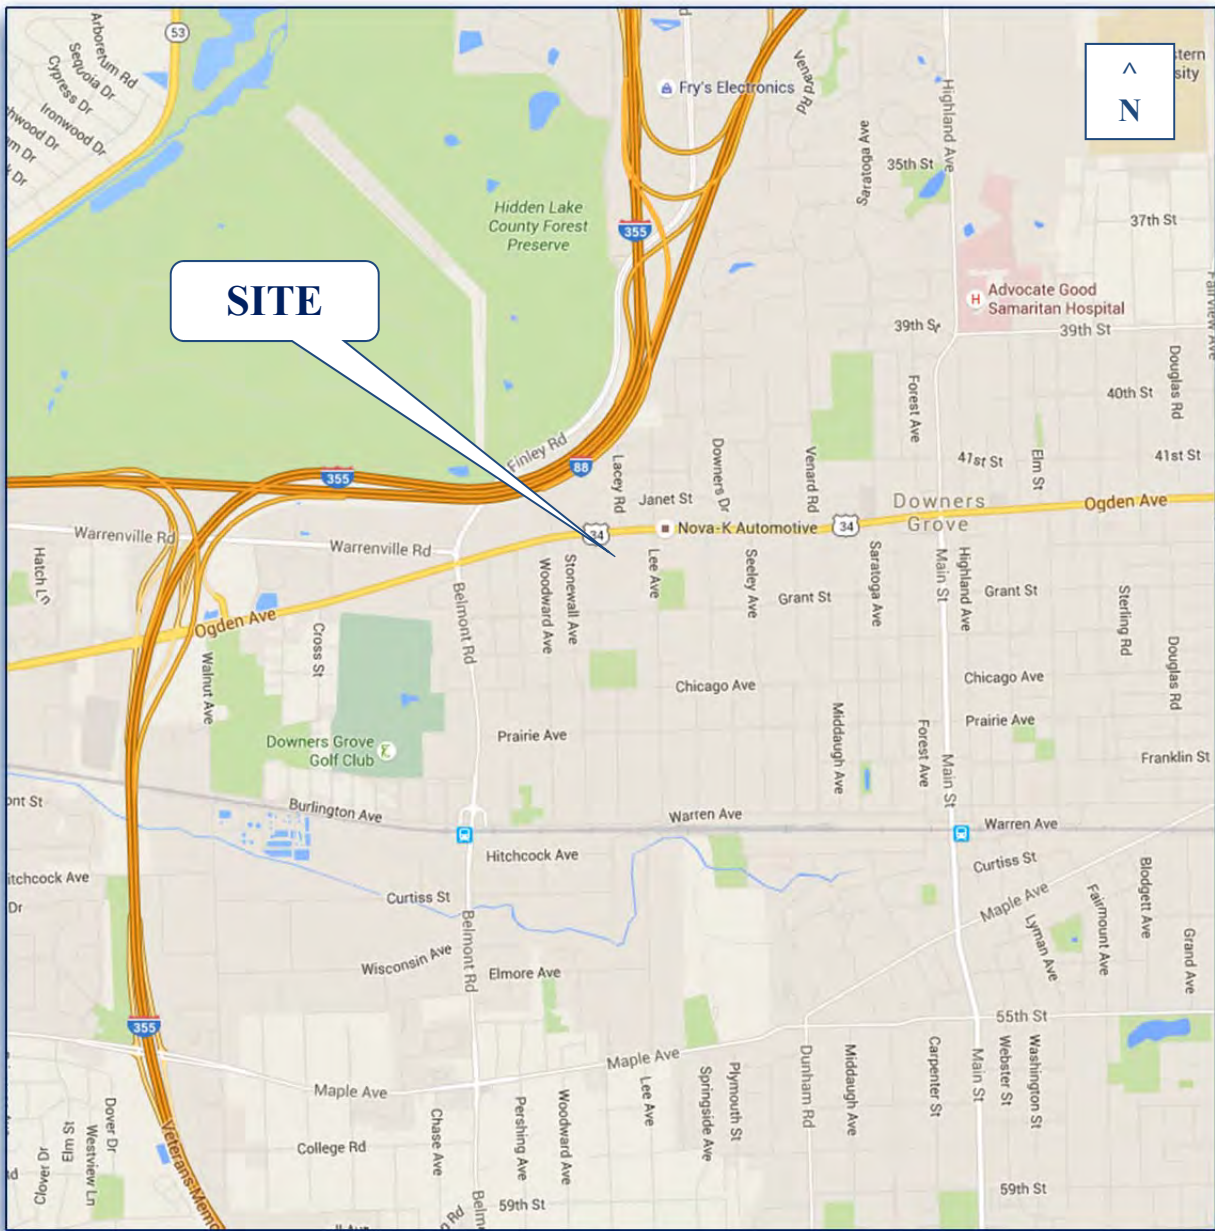 53
Arboretum Rd
Sequoia Dr
Cypress Dr
Ironwood Dr
Fry's Electronics
Venard Rd
Highland Ave
^
N
Saratoga Ave
35th St
37th St
Hidden Lake
County Forest
Preserve
355
SITE
Advocate Good
Samaritan Hospital
H
39th St
39th St
Fairview Ave
Douglas Rd
40th St
Forest Ave
Finley Rd
88
355
Lacey Rd
Downers Dr
Venard Rd
41st St
Elm St
41st St
Janet St
Downers
Grove
Ogden Ave
Warrenville Rd
Warrenville Rd
34
Nova-K Automotive
34
Hatch Ln
Woodward Ave
Stonewall Ave
Lee Ave
Seeley Ave
Saratoga Ave
Main St
Highland Ave
Grant St
Grant St
Sterling Rd
Belmont Rd
Ogden Ave
Cross St
Walnut Ave
Chicago Ave
Chicago Ave
Douglas Rd
Middaugh Ave
Forest Ave
Prairie Ave
Prairie Ave
Downers Grove
Golf Club
Franklin St
Main St
Burlington Ave
Warren Ave
Warren Ave
Hitchcock Ave
Curtiss St
Curtiss St
Maple Ave
Blodgett Ave
Fairmount Ave
Lyman Ave
Grand Ave
Dr
Belmont Rd
Wisconsin Ave
Elmore Ave
355
55th St
Maple Ave
Maple Ave
Lee Ave
Springside Ave
Plymouth St
Dunham Rd
Middaugh Ave
Carpenter St
Main St
Webster St
Washington St
Dover Dr
Westview Ln
Elm St
Clover Dr
College Rd
Chase Ave
Pershing Ave
Woodward Ave
59th St
59th St